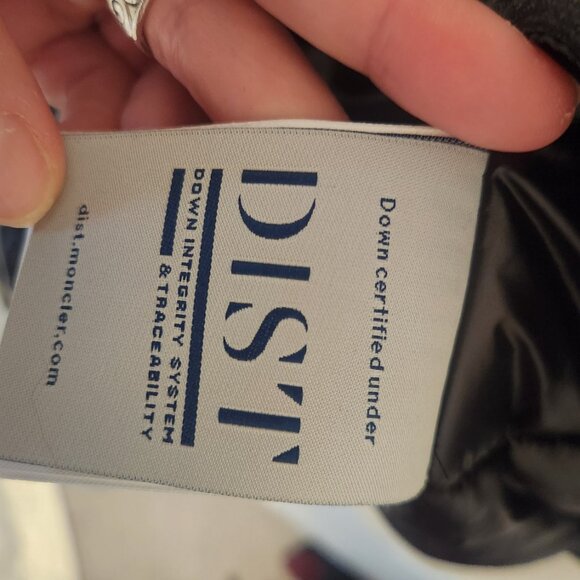 Down certified under
DIST
DOWN INTEGRITY SYSTEM
& TRACEABILITY
dist.moncler.com